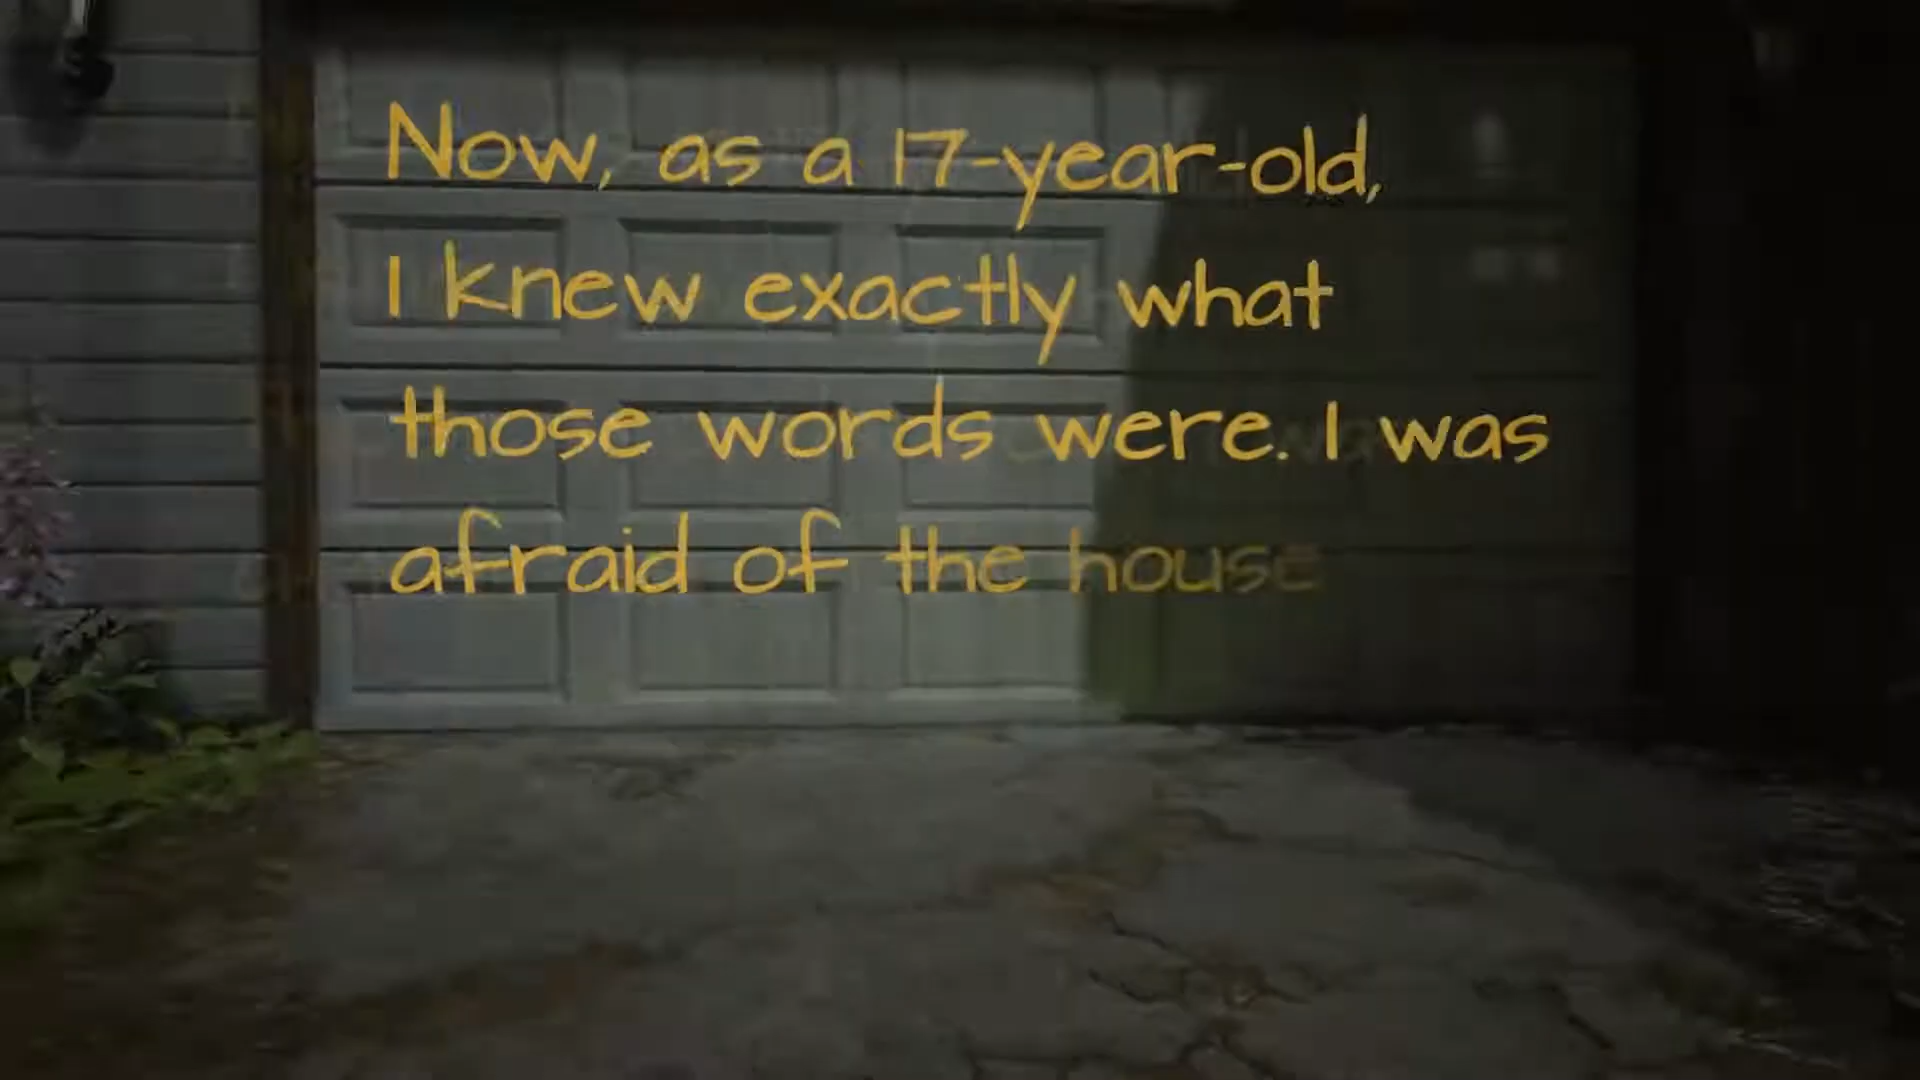 Now, as a 17-year-old,
I knew exactly what
those words were. I was
afraid of the house